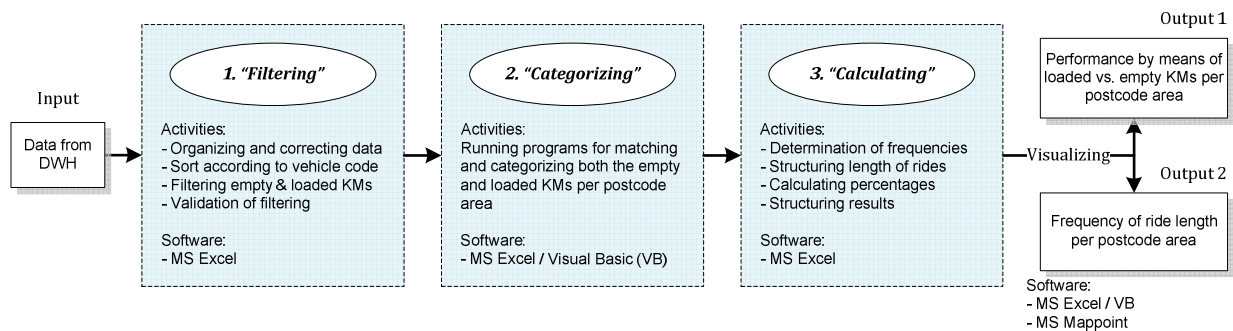 Input
Data from
DWH
1. “Filtering”
Activities:
- Organizing and correcting data
- Sort according to vehicle code
- Filtering empty & loaded KMs
- Validation of filtering
Software:
- MS Excel
2. “Categorizing”
Activities:
Running programs for matching
and categorizing both the empty
and loaded KMs per postcode
area
Software:
- MS Excel / Visual Basic (VB)
3. “Calculating”
Activities:
- Determination of frequencies
- Structuring length of rides
- Calculating percentages
- Structuring results
Software:
- MS Excel
Visualizing
Output 1
Performance by means of
loaded vs. empty KMs per
postcode area
Output 2
Frequency of ride length
per postcode area
Software:
- MS Excel / VB
- MS Mappoint